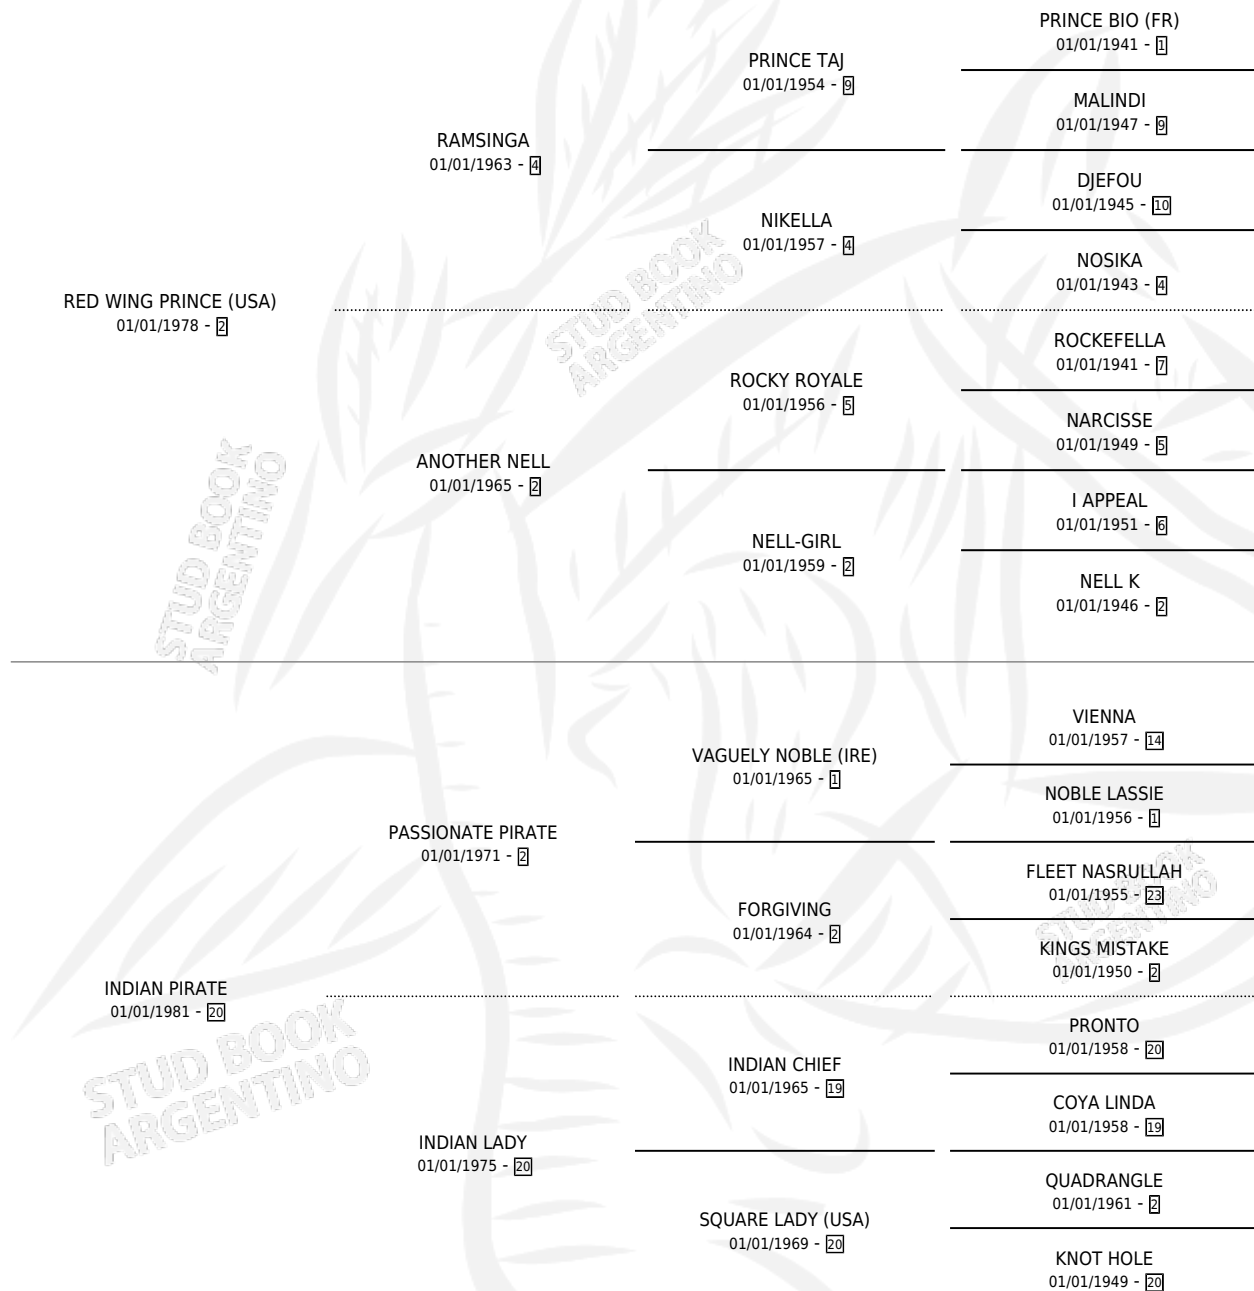 PRINCE BIO (FR)
01/01/1941 - 1
PRINCE TAJ
01/01/1954 - 9
MALINDI
01/01/1947 - 9
RAMSINGA
01/01/1963 - 4
DJEFOU
01/01/1945 - 10
NIKELLA
01/01/1957 - 4
NOSIKA
01/01/1943 - 4
RED WING PRINCE (USA)
01/01/1978 - 2
STUD BOOK
ARGENTINO
ROCKEFELLA
01/01/1941 - 7
ROCKY ROYALE
01/01/1956 - 5
NARCISSE
01/01/1949 - 5
ANOTHER NELL
01/01/1965 - 2
I APPEAL
01/01/1951 - 6
NELL-GIRL
01/01/1959 - 2
NELL K
01/01/1946 - 2
STUD BOOK
ARGENTINO
VIENNA
01/01/1957 - 14
VAGUELY NOBLE (IRE)
01/01/1965 - 1
NOBLE LASSIE
01/01/1956 - 1
PASSIONATE PIRATE
01/01/1971 - 2
FLEET NASRULLAH
01/01/1955 - 23
STUD BOOK
ARGENTINO
FORGIVING
01/01/1964 - 2
KINGS MISTAKE
01/01/1950 - 2
INDIAN PIRATE
01/01/1981 - 20
STUD BOOK
ARGENTINO
PRONTO
01/01/1958 - 20
INDIAN CHIEF
01/01/1965 - 19
COYA LINDA
01/01/1958 - 19
INDIAN LADY
01/01/1975 - 20
QUADRANGLE
01/01/1961 - 2
SQUARE LADY (USA)
01/01/1969 - 20
KNOT HOLE
01/01/1949 - 20